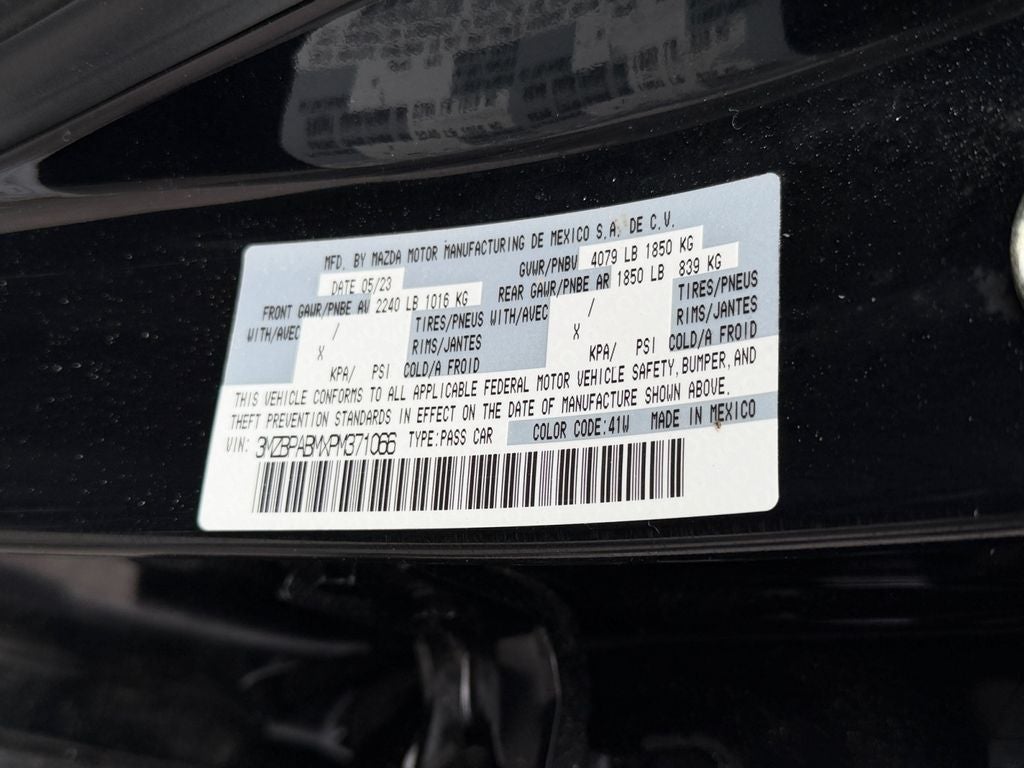 MFD. BY MAZDA MOTOR MANUFACTURING DE MEXICO S.A. DE C.V.
DATE 05/23 GVWR/PNBV 4079 LB 1850 KG
FRONT GAWR/PNBE AV 2240 LB 1016 KG REAR GAWR/PNBE AR 1850 LB 839 KG
WITH/AVEC / TIRES/PNEUS WITH/AVEC / TIRES/PNEUS
X RIMS/JANTES X RIMS/JANTES
KPA/ PSI COLD/A FROID KPA/ PSI COLD/A FROID
THIS VEHICLE CONFORMS TO ALL APPLICABLE FEDERAL MOTOR VEHICLE SAFETY, BUMPER, AND
THEFT PREVENTION STANDARDS IN EFFECT ON THE DATE OF MANUFACTURE SHOWN ABOVE.
VIN: 3MZBPABMXPM371066 TYPE:PASS CAR COLOR CODE:41W MADE IN MEXICO